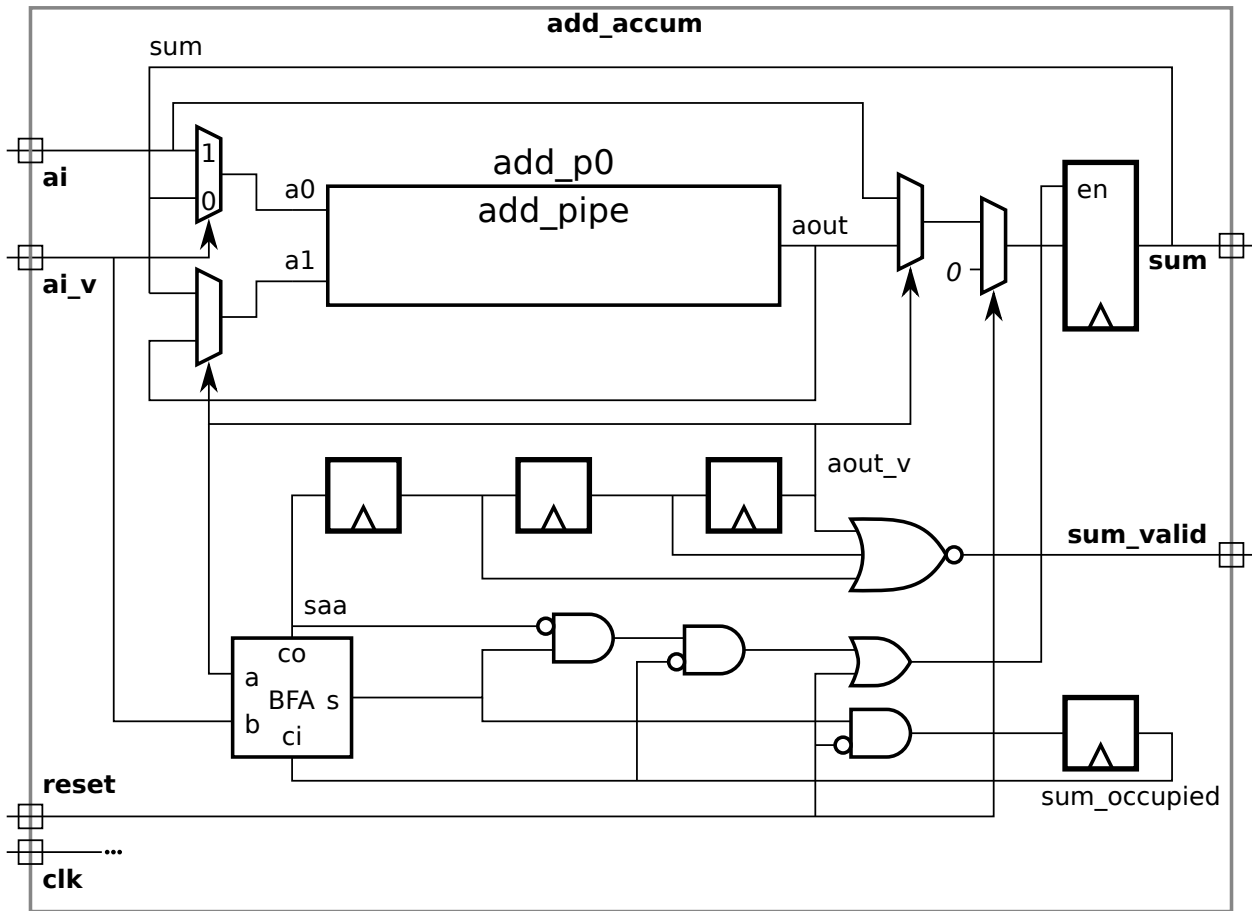 add_accum
sum
1
ai
add_p0
0
a0
add_pipe
en
aout
a1
sum
ai_v
0
aout_v
sum_valid
saa
co
a
BFA s
b
ci
reset
sum_occupied
...
clk